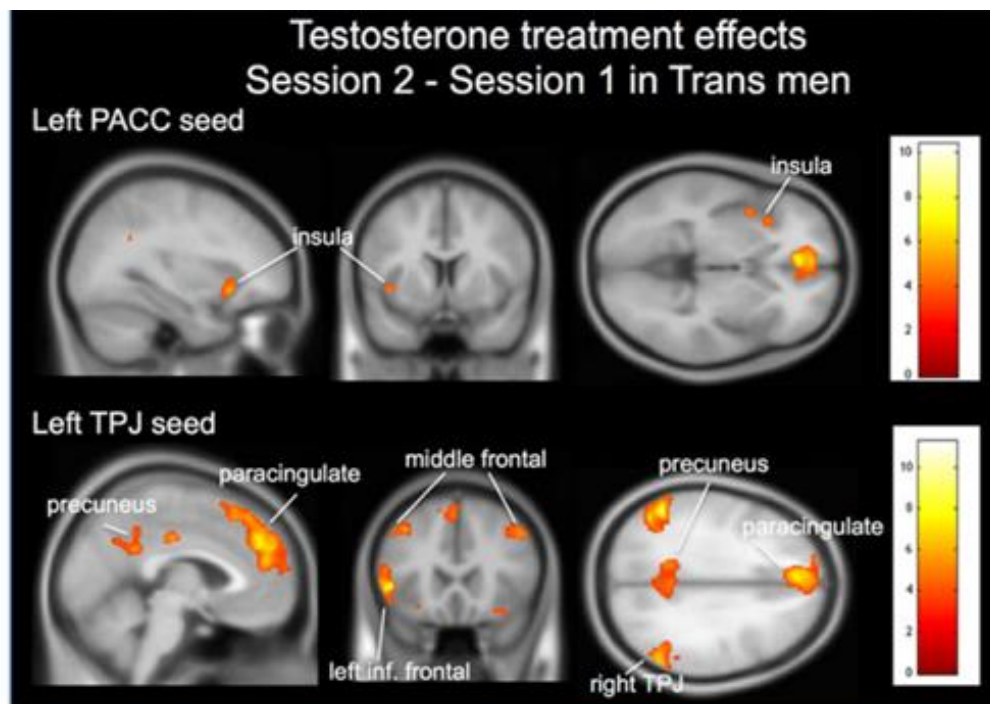 Testosterone treatment effects
Session 2 - Session 1 in Trans men
Left PACC seed
insula
insula
10
8
6
4
2
0
Left TPJ seed
precuneus
paracingulate
middle frontal
left inf. frontal
precuneus
paracingulate
right TPJ
10
8
6
4
2
0